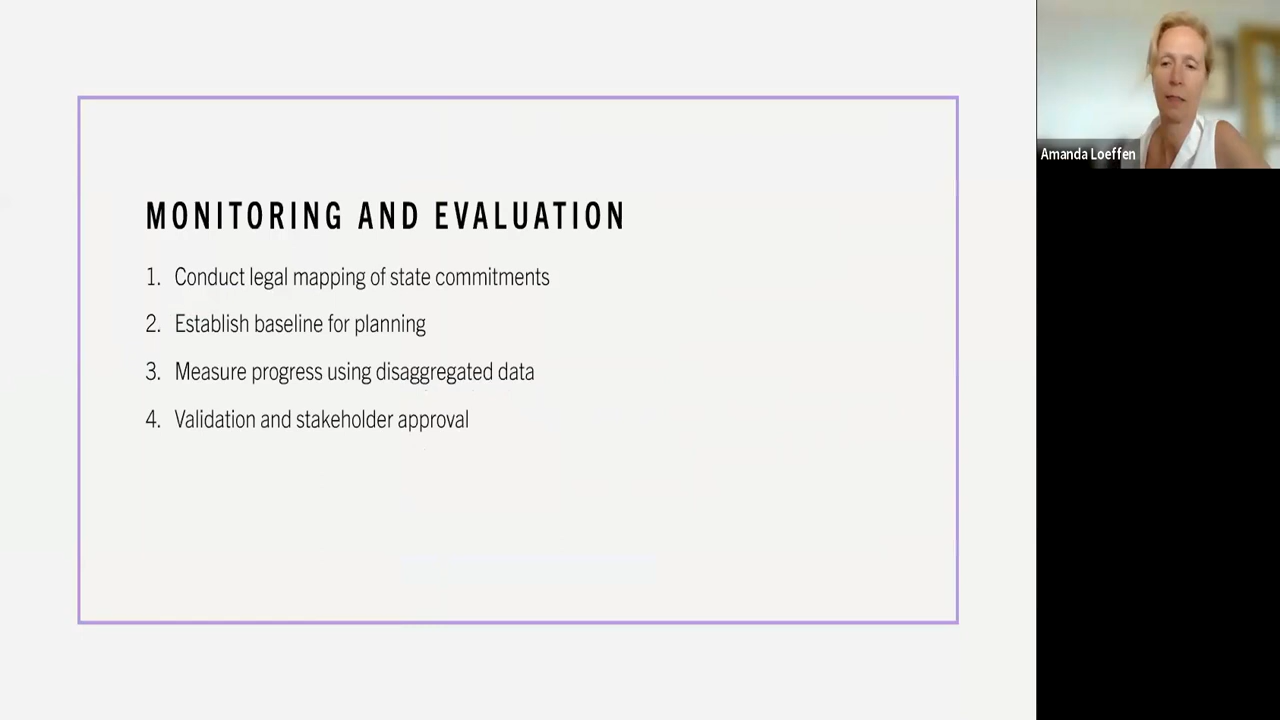 MONITORING AND EVALUATION
1. Conduct legal mapping of state commitments
2. Establish baseline for planning
3. Measure progress using disaggregated data
4. Validation and stakeholder approval
Amanda Loeffen